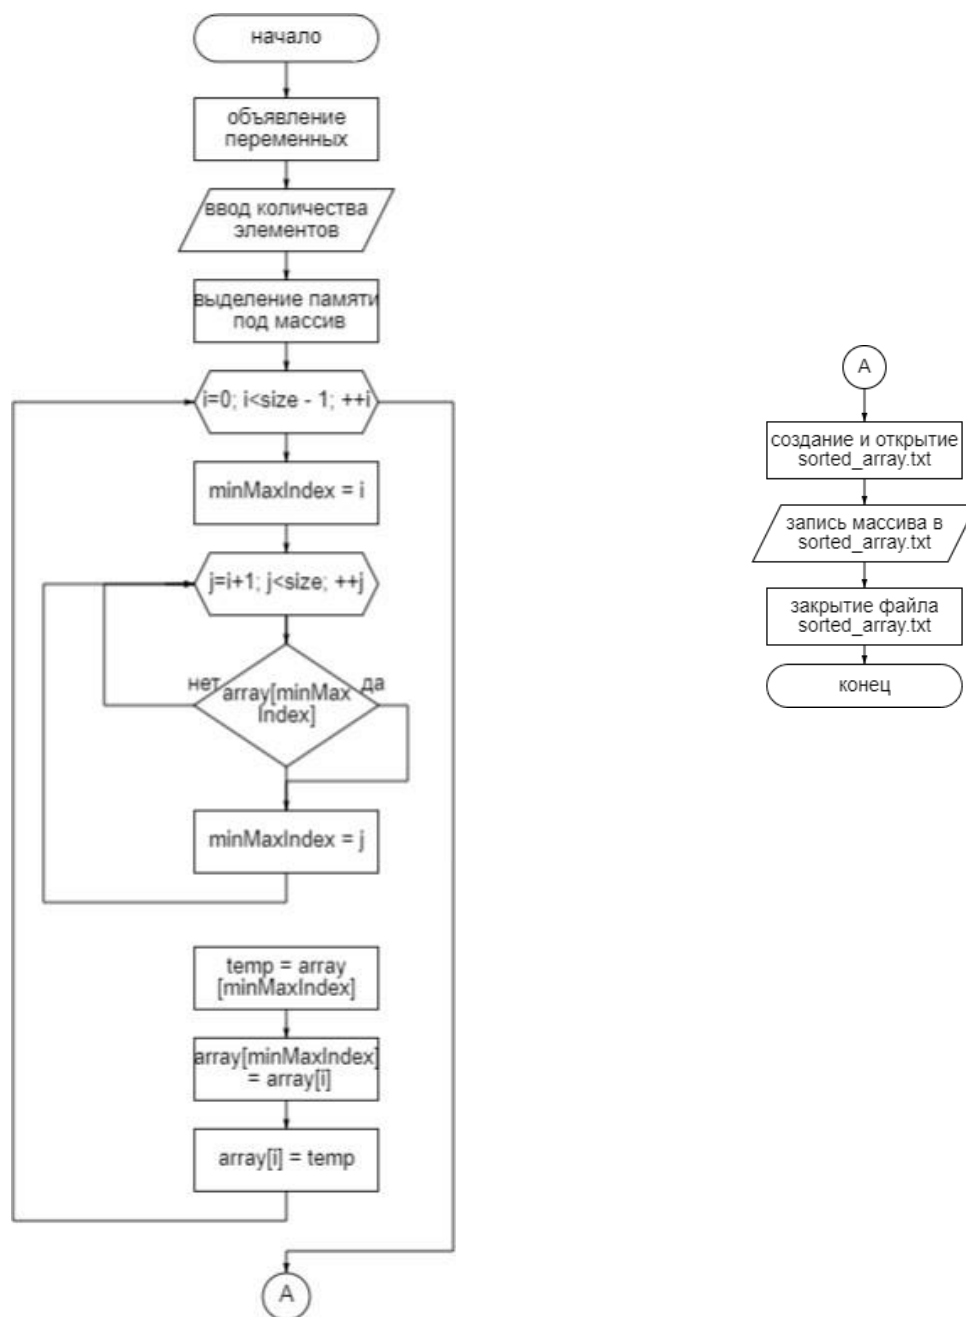 начало
объявление
переменных
ввод количества
элементов
выделение памяти
под массив
i=0; i<size - 1; ++i
minMaxIndex = i
j=i+1; j<size; ++j
нет
array[minMax
Index]
да
minMaxIndex = j
temp = array
[minMaxIndex]
array[minMaxIndex]
= array[i]
array[i] = temp
A
A
создание и открытие
sorted_array.txt
запись массива в
sorted_array.txt
закрытие файла
sorted_array.txt
конец